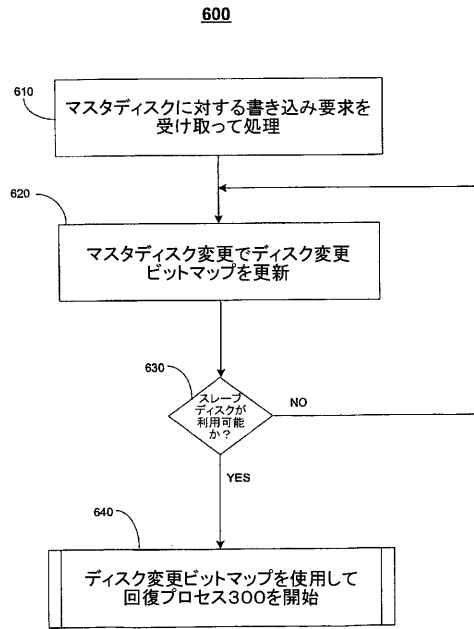 600
610
マスタディスクに対する書き込み要求を
受け取って処理
620
マスタディスク変更でディスク変更
ビットマップを更新
630
スレーブ
ディスクが
利用可能
か？
NO
YES
640
ディスク変更ビットマップを使用して
回復プロセス３００を開始